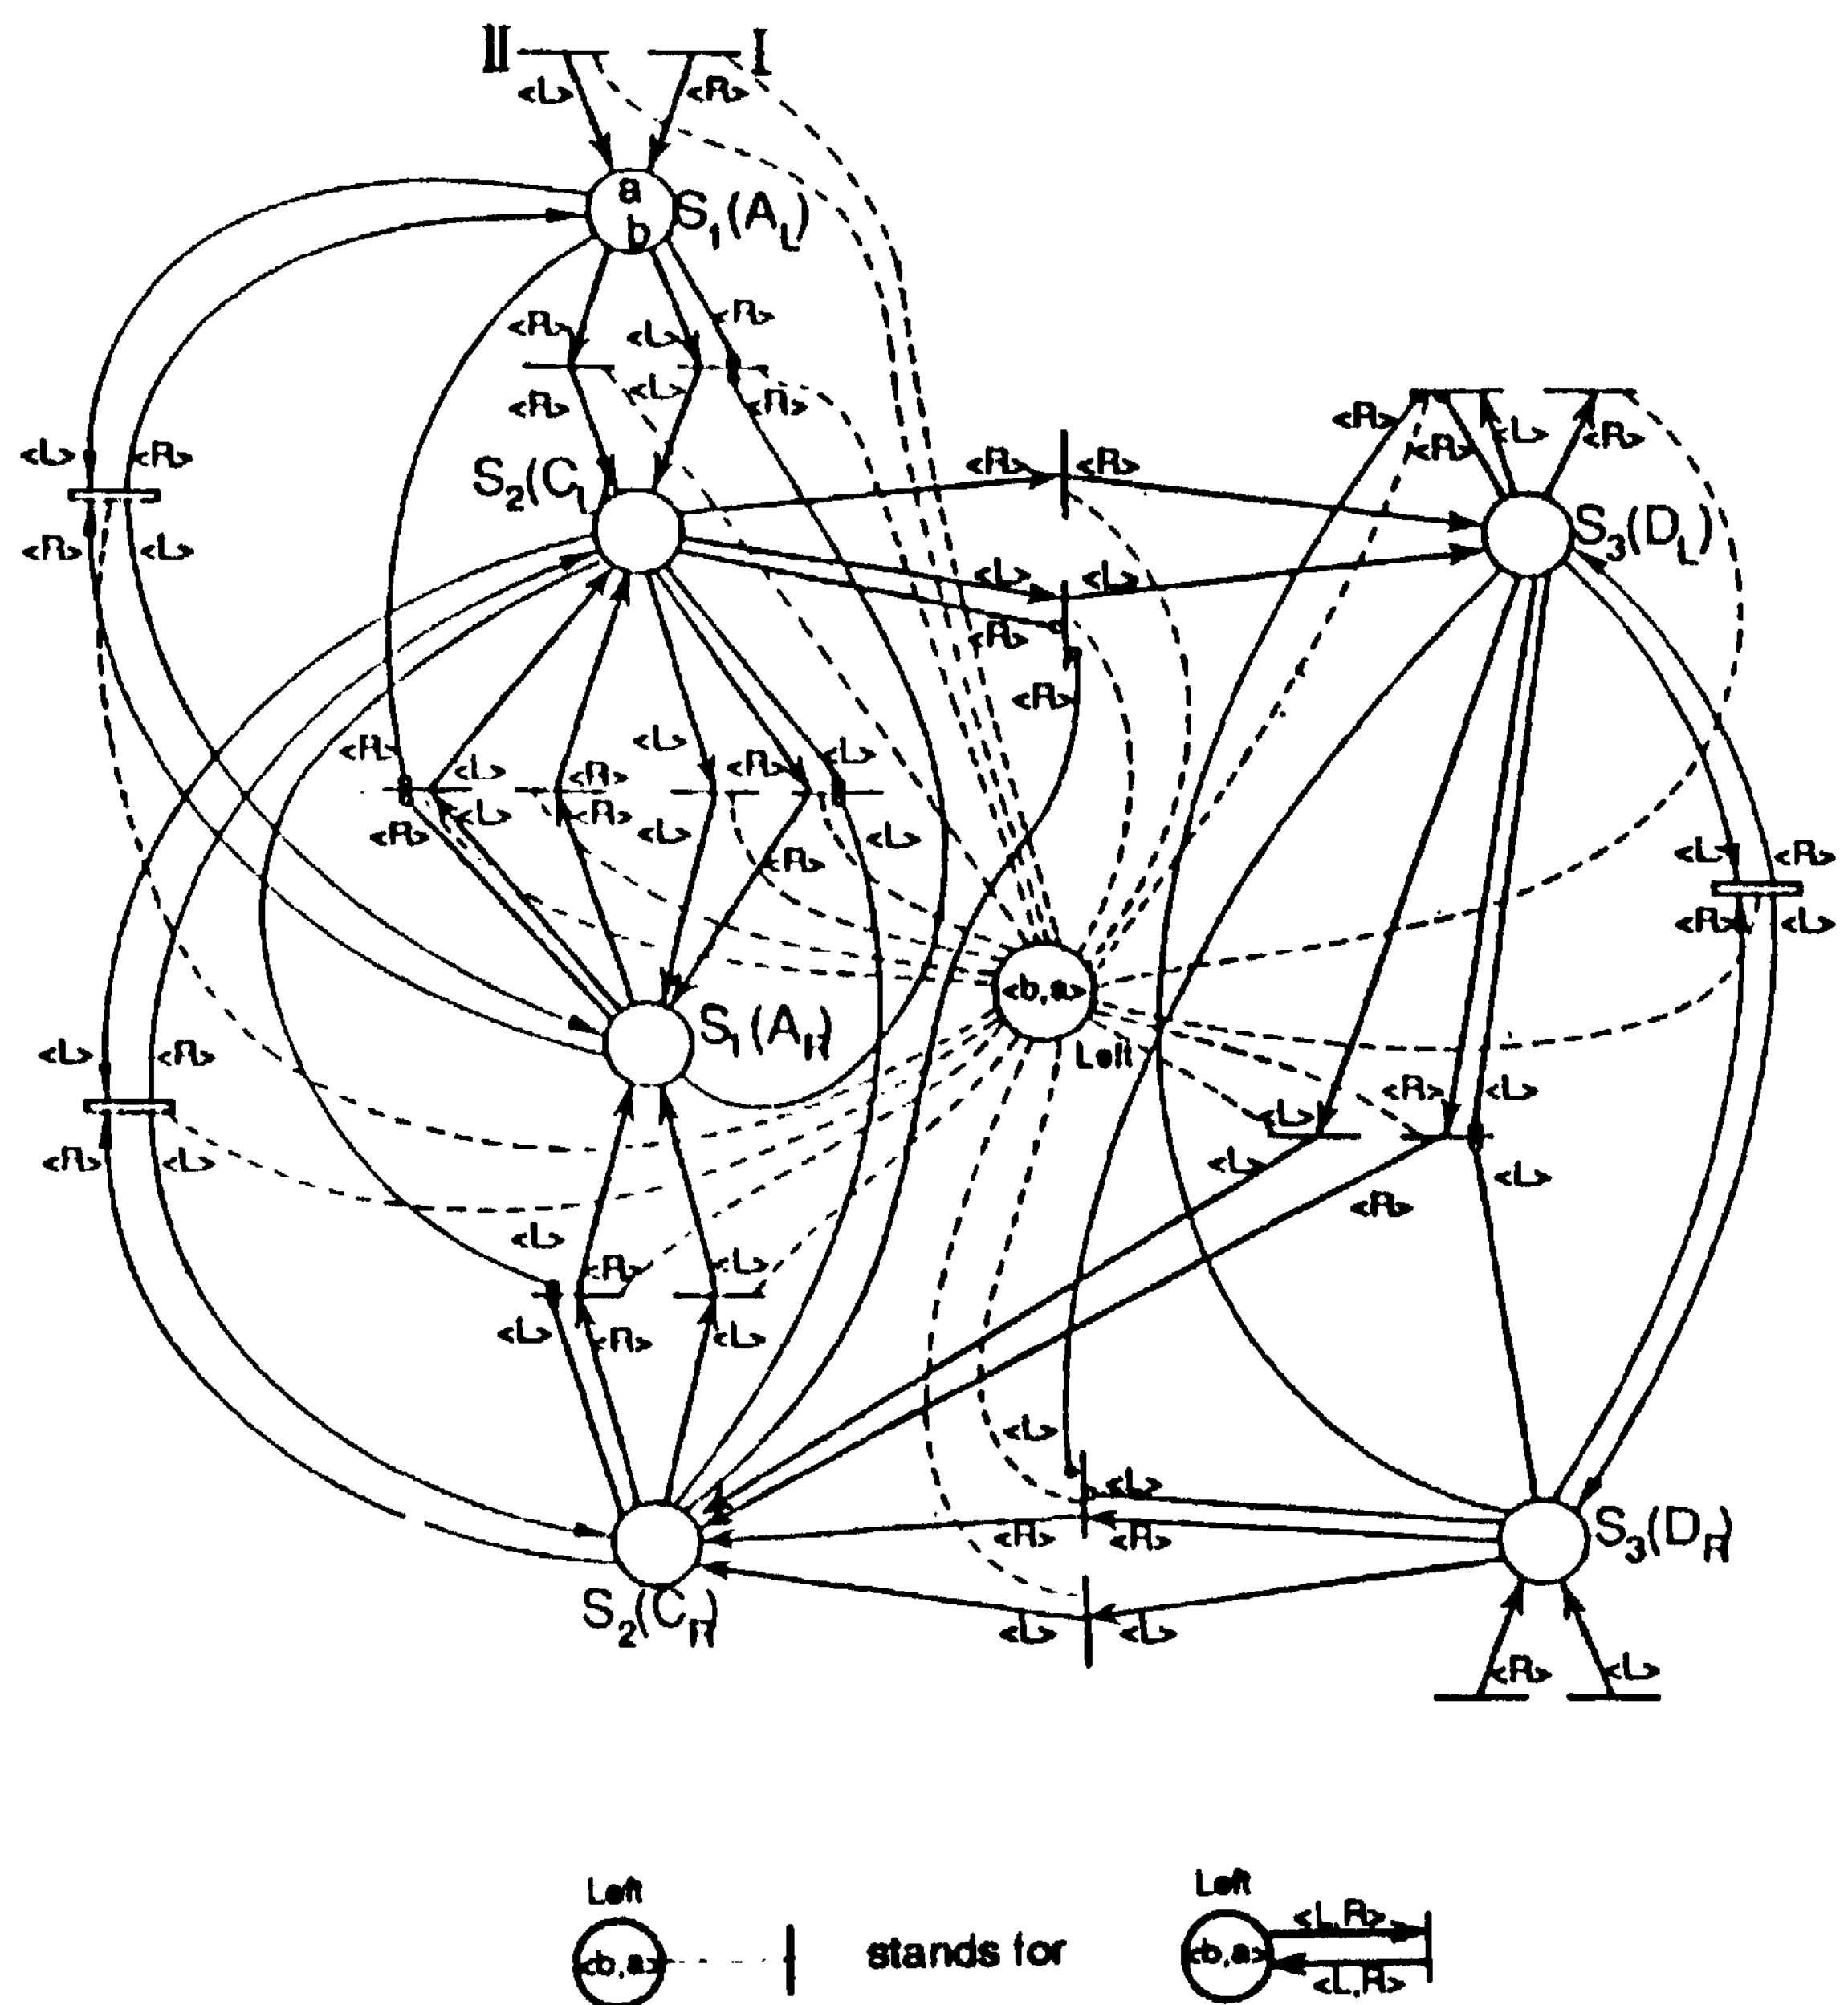 II I
<L> <R>
a
b
S1(AL)
<R> <L> <R>
<R> <L> <R>
<R> <R> <L> <R>
<L> <R>
<R> <R>
S2(CL
S3(DL)
<R> <L>
<L> <L>
<R>
<R>
<R> <L> <R> <L> <R> <L>
<R> <L> <R> <L> <R> <L>
<L> <R>
<R> <L>
<b,a>
Left
S1(AR)
<L> <R>
<R> <L>
<L> <R> <L>
<L> <R> <L>
<L> <R> <L>
<L> <R> <L>
<L>
<L>
<R> <R>
S3(DR)
S2(CR)
<L> <L>
<R> <L>
Left Left
<b,a> stands for <b,a> <L,R>
<L,R>